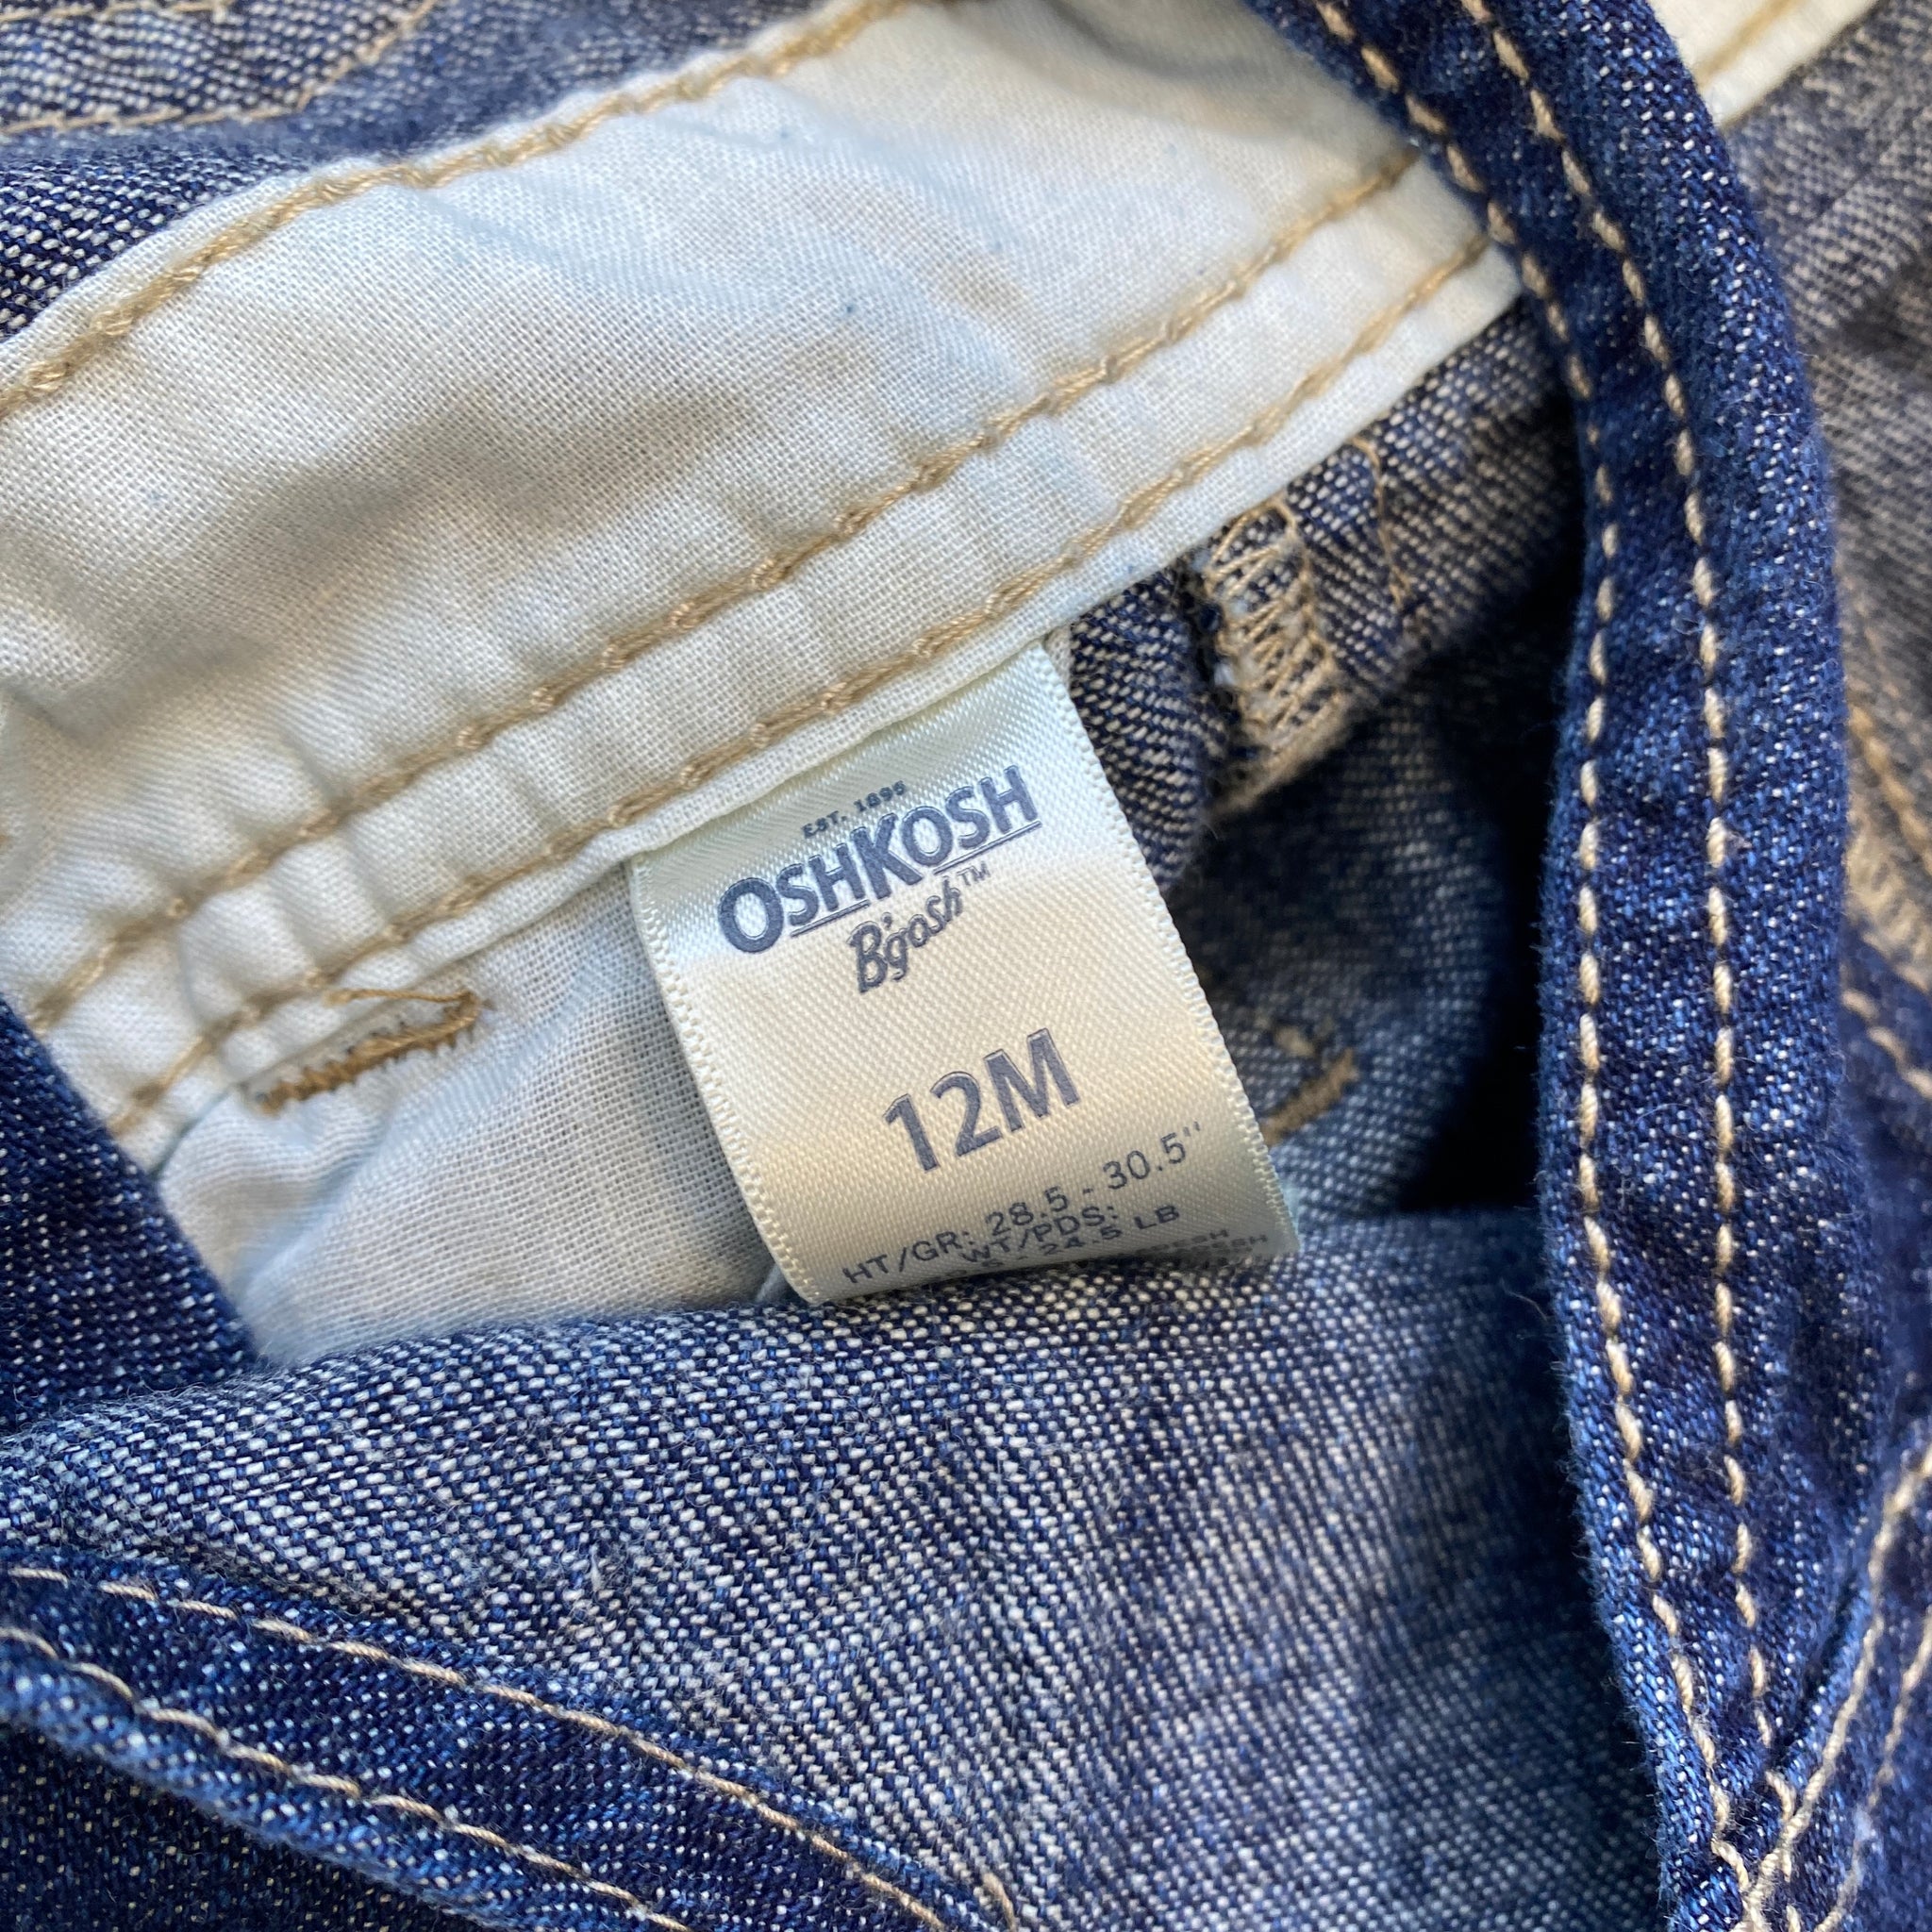 EST. 1895
OSHKOSH
B'gosh™
12M
HT/GR: 28.5 - 30.5"
WT/PDS:
24.5 LB